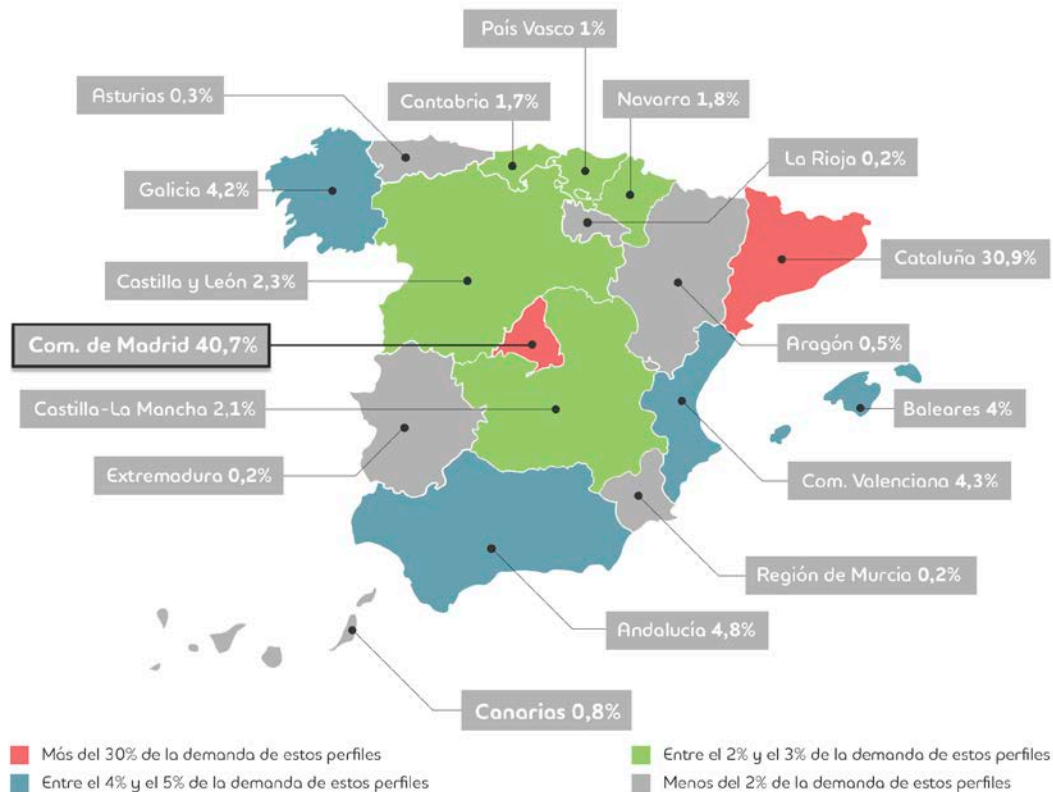 País Vasco 1%
Asturias 0,3%
Cantabria 1,7%
Navarra 1,8%
La Rioja 0,2%
Galicia 4,2%
Cataluña 30,9%
Castilla y León 2,3%
Com. de Madrid 40,7%
Aragón 0,5%
Castilla-La Mancha 2,1%
Baleares 4%
Extremadura 0,2%
Com. Valenciana 4,3%
Región de Murcia 0,2%
Andalucía 4,8%
Canarias 0,8%
Más del 30% de la demanda de estos perfiles
Entre el 2% y el 3% de la demanda de estos perfiles
Entre el 4% y el 5% de la demanda de estos perfiles
Menos del 2% de la demanda de estos perfiles